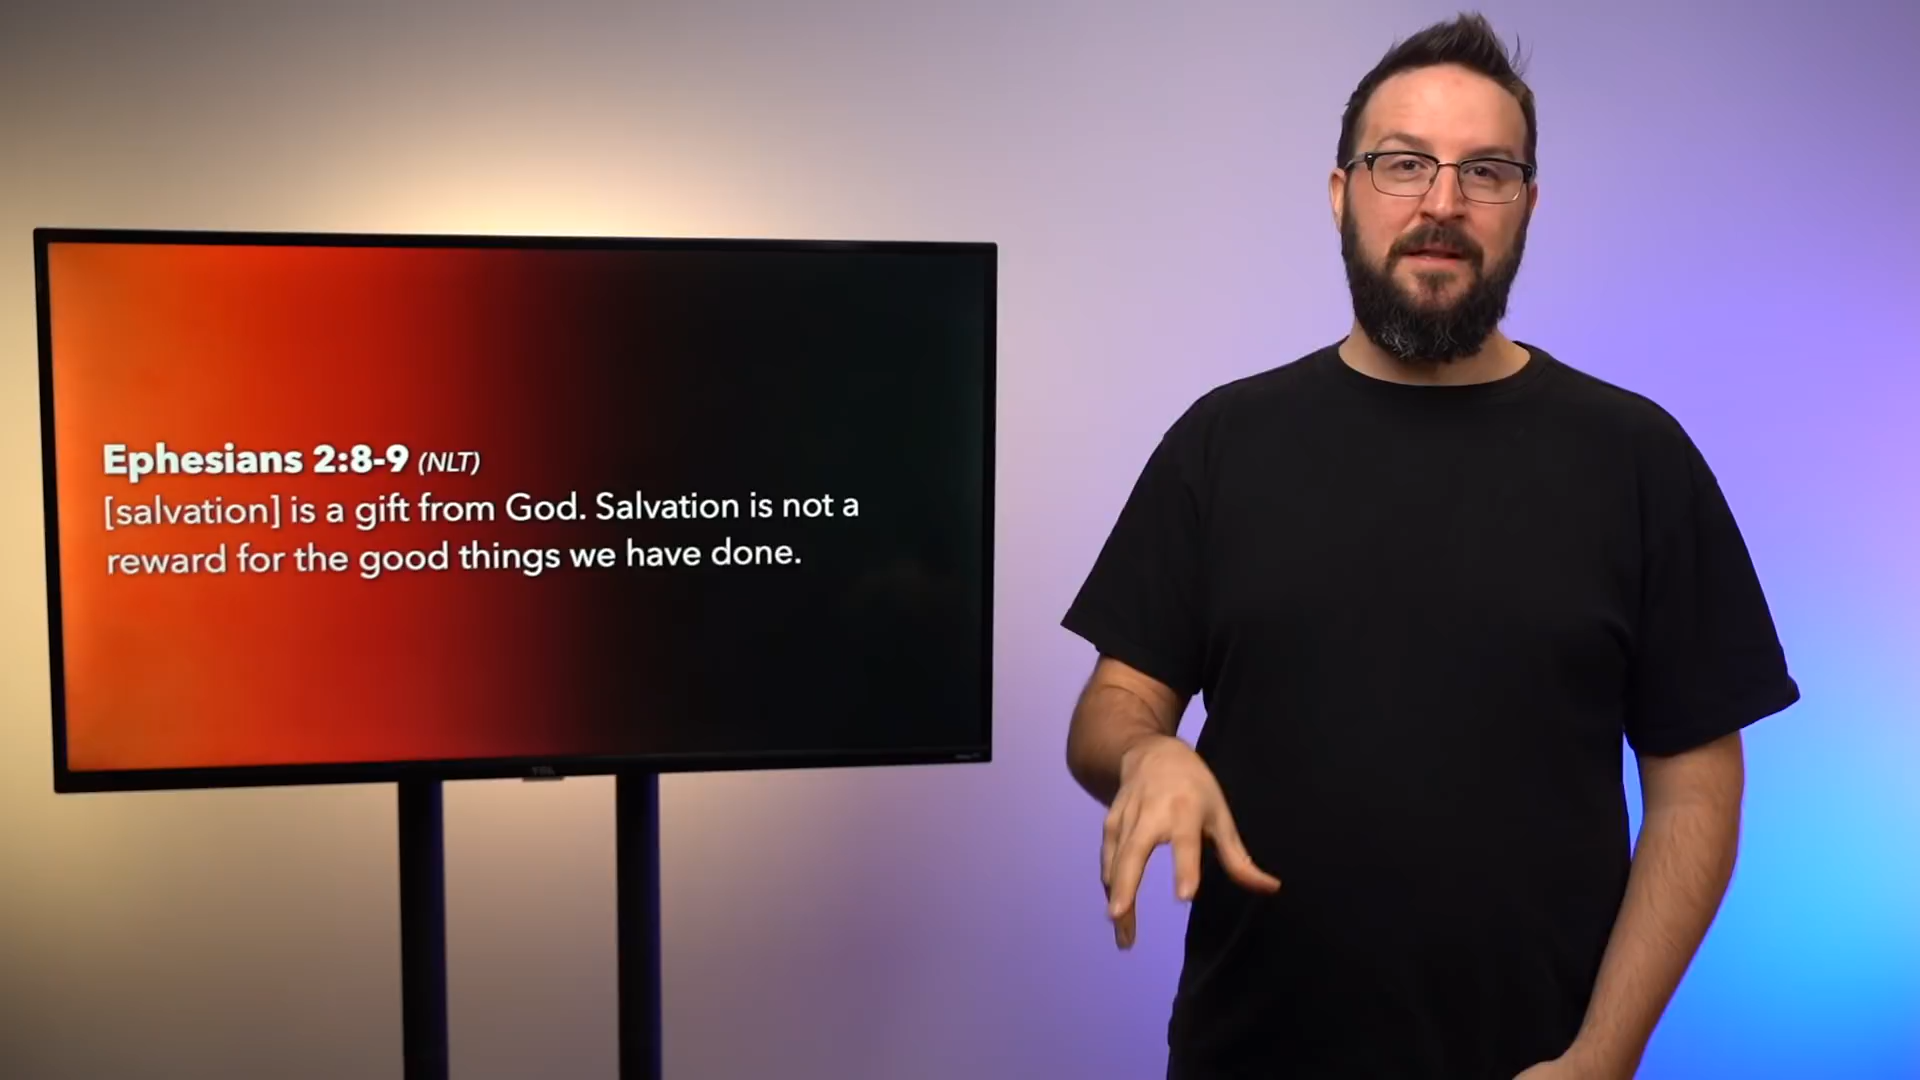 Ephesians 2:8-9 (NLT)
[salvation] is a gift from God. Salvation is not a
reward for the good things we have done.
TCL